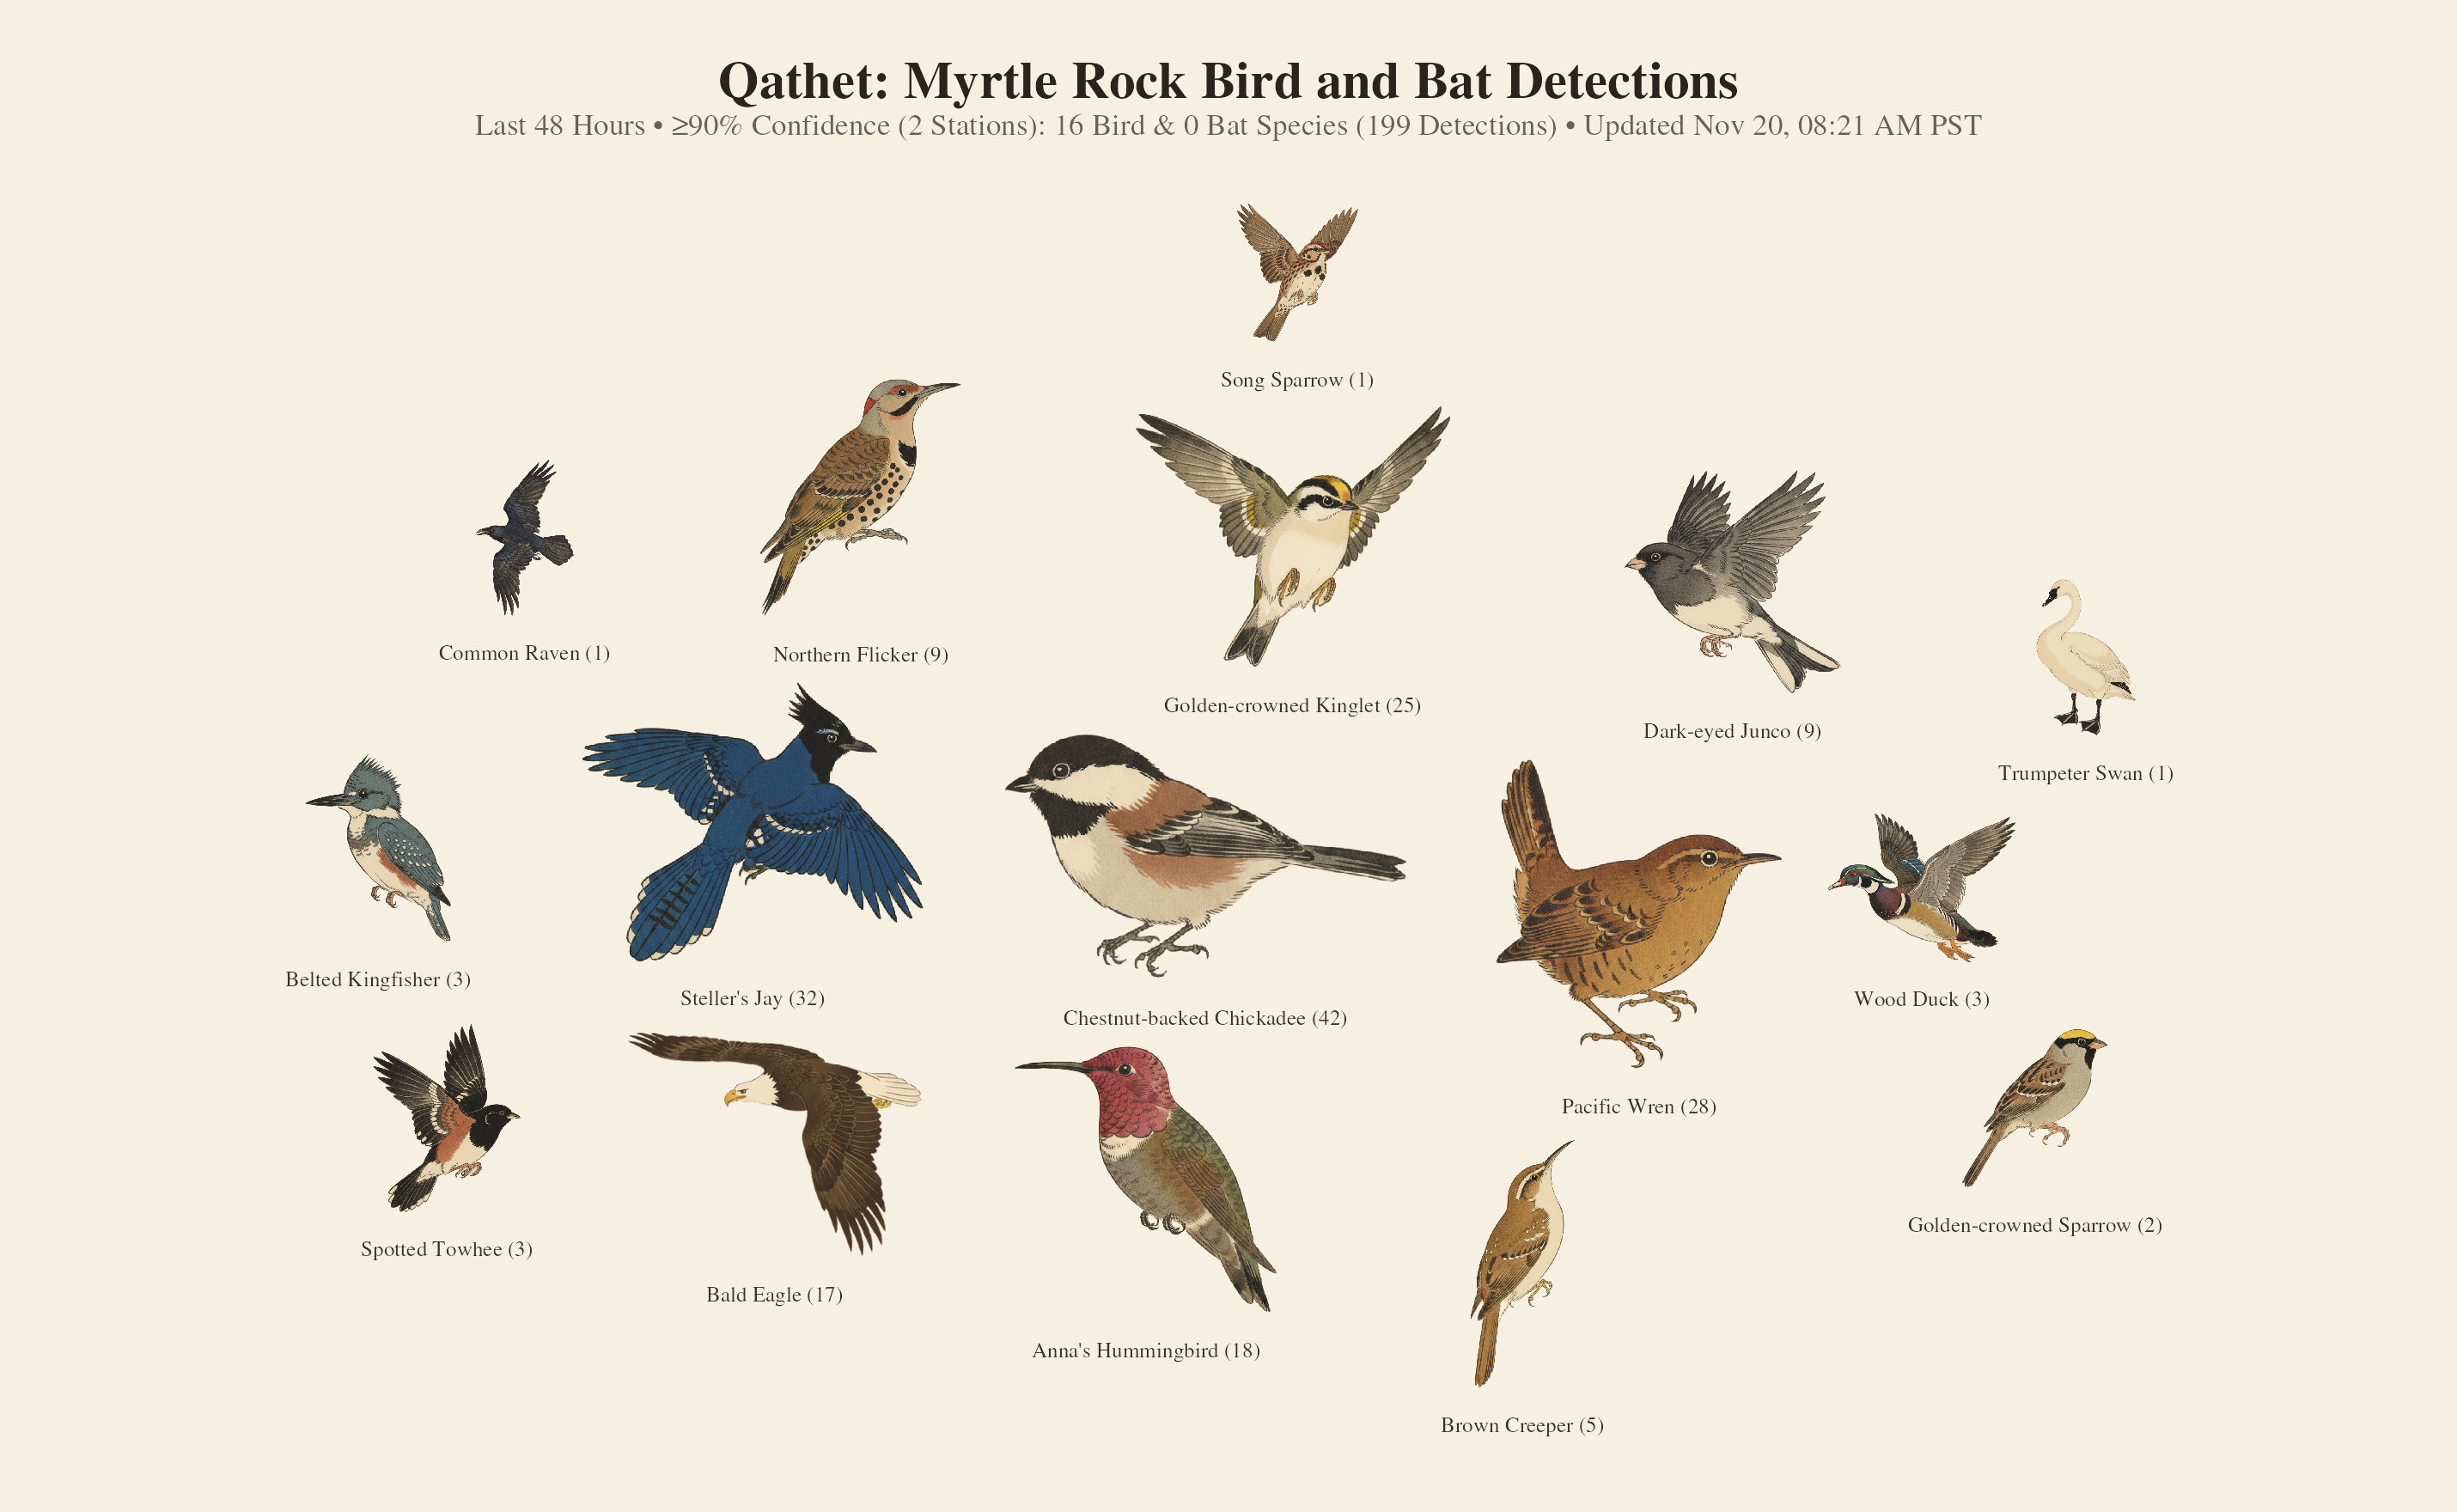 Qathet: Myrtle Rock Bird and Bat Detections
Last 48 Hours • ≥90% Confidence (2 Stations): 16 Bird & 0 Bat Species (199 Detections) • Updated Nov 20, 08:21 AM PST
Song Sparrow (1)
Common Raven (1)
Northern Flicker (9)
Golden-crowned Kinglet (25)
Dark-eyed Junco (9)
Trumpeter Swan (1)
Belted Kingfisher (3)
Steller's Jay (32)
Chestnut-backed Chickadee (42)
Pacific Wren (28)
Wood Duck (3)
Spotted Towhee (3)
Bald Eagle (17)
Anna's Hummingbird (18)
Brown Creeper (5)
Golden-crowned Sparrow (2)